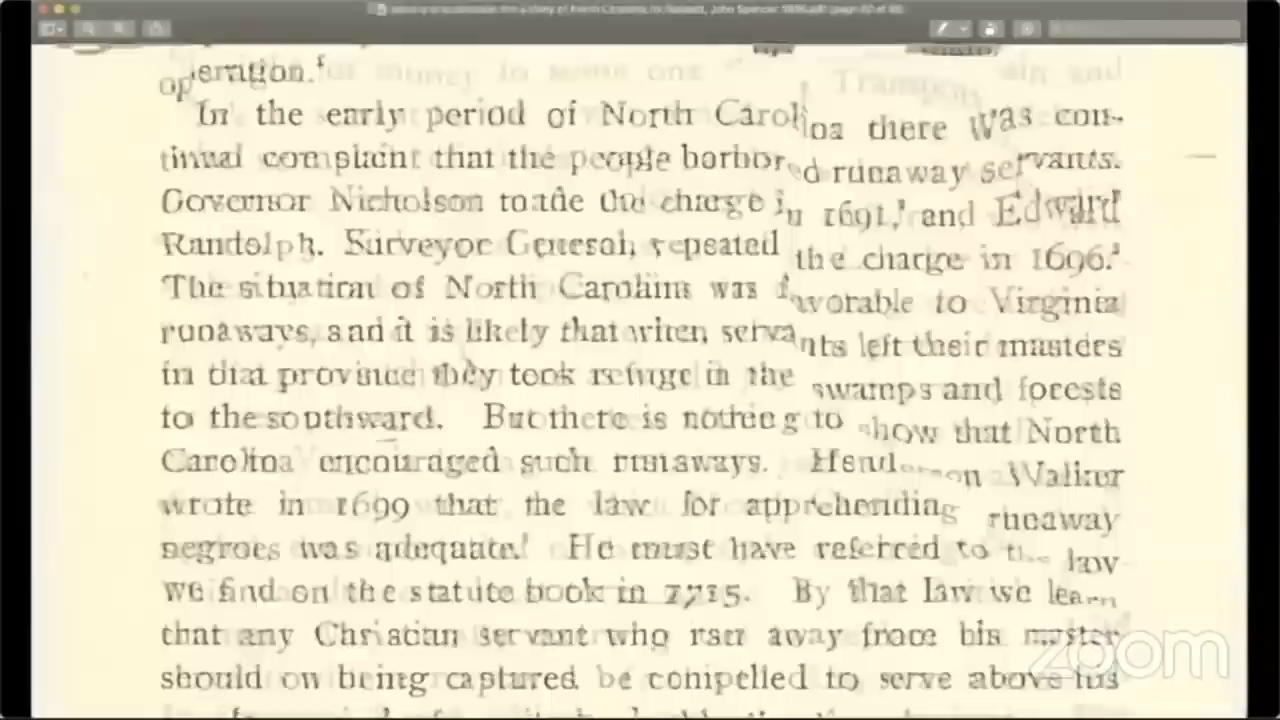 operation.
In the early period of North Carolina there was con-
tinual complaint that the people harbored runaway servants.
Governor Nicholson made the charge in 1691,¹ and Edward
Randolph, Surveyor General, repeated the charge in 1696.²
The situation of North Carolina was favorable to Virginia
runaways, and it is likely that when servants left their masters
in that province they took refuge in the swamps and forests
to the southward. But there is nothing to show that North
Carolina encouraged such runaways. Henderson Walker
wrote in 1699 that the law for apprehending runaway
negroes was adequate. He must have referred to the law
we find on the statute book in 1715. By that law we learn
that any Christian servant who ran away from his master
should on being captured be compelled to serve above his
zoom